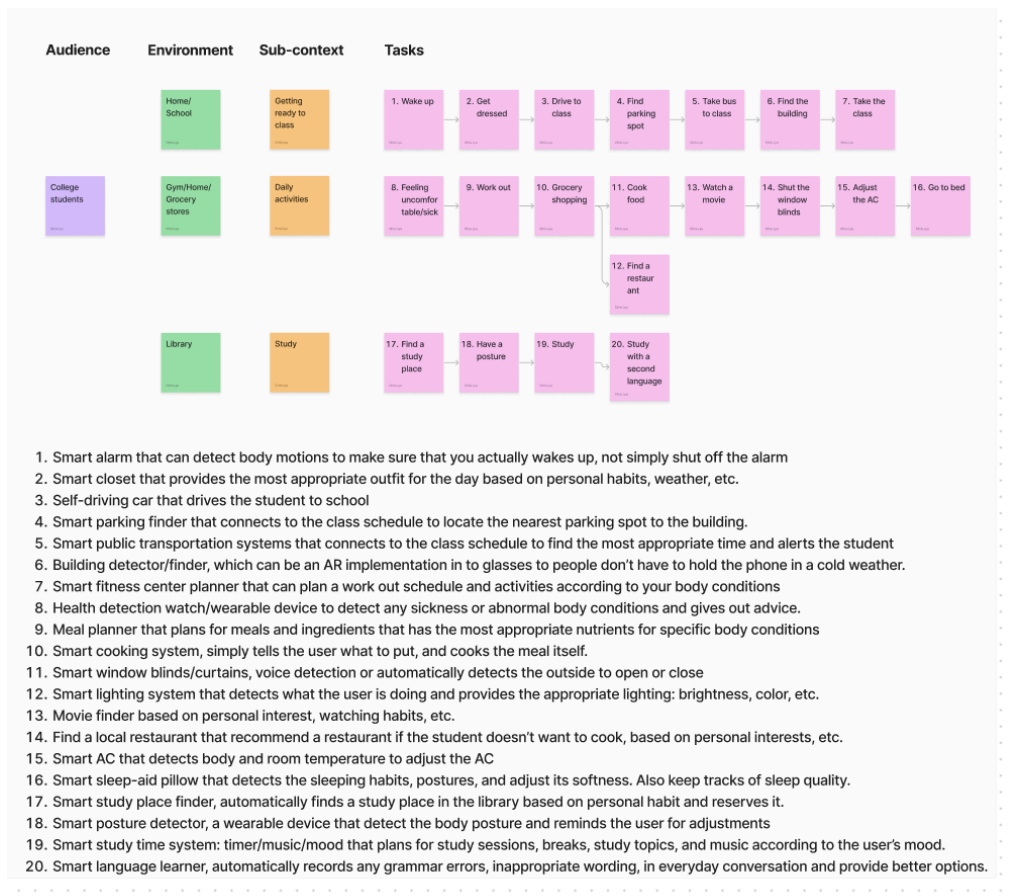 Audience
Environment
Sub-context
Tasks
Home/
School
Getting
ready to
class
1. Wake up
2. Get
dressed
3. Drive to
class
4. Find
parking
spot
5. Take bus
to class
6. Find the
building
7. Take the
class
College
students
Gym/Home/
Grocery
stores
Daily
activities
8. Feeling
uncomfor
table/sick
9. Work out
10. Grocery
shopping
11. Cook
food
13. Watch a
movie
14. Shut the
window
blinds
15. Adjust
the AC
16. Go to bed
12. Find a
restaur
ant
Library
Study
17. Find a
study
place
18. Have a
posture
19. Study
20. Study
with a
second
language
1. Smart alarm that can detect body motions to make sure that you actually wakes up, not simply shut off the alarm
2. Smart closet that provides the most appropriate outfit for the day based on personal habits, weather, etc.
3. Self-driving car that drives the student to school
4. Smart parking finder that connects to the class schedule to locate the nearest parking spot to the building.
5. Smart public transportation systems that connects to the class schedule to find the most appropriate time and alerts the student
6. Building detector/finder, which can be an AR implementation in to glasses to people don't have to hold the phone in a cold weather.
7. Smart fitness center planner that can plan a work out schedule and activities according to your body conditions
8. Health detection watch/wearable device to detect any sickness or abnormal body conditions and gives out advice.
9. Meal planner that plans for meals and ingredients that has the most appropriate nutrients for specific body conditions
10. Smart cooking system, simply tells the user what to put, and cooks the meal itself.
11. Smart window blinds/curtains, voice detection or automatically detects the outside to open or close
12. Smart lighting system that detects what the user is doing and provides the appropriate lighting: brightness, color, etc.
13. Movie finder based on personal interest, watching habits, etc.
14. Find a local restaurant that recommend a restaurant if the student doesn't want to cook, based on personal interests, etc.
15. Smart AC that detects body and room temperature to adjust the AC
16. Smart sleep-aid pillow that detects the sleeping habits, postures, and adjust its softness. Also keep tracks of sleep quality.
17. Smart study place finder, automatically finds a study place in the library based on personal habit and reserves it.
18. Smart posture detector, a wearable device that detect the body posture and reminds the user for adjustments
19. Smart study time system: timer/music/mood that plans for study sessions, breaks, study topics, and music according to the user's mood.
20. Smart language learner, automatically records any grammar errors, inappropriate wording, in everyday conversation and provide better options.